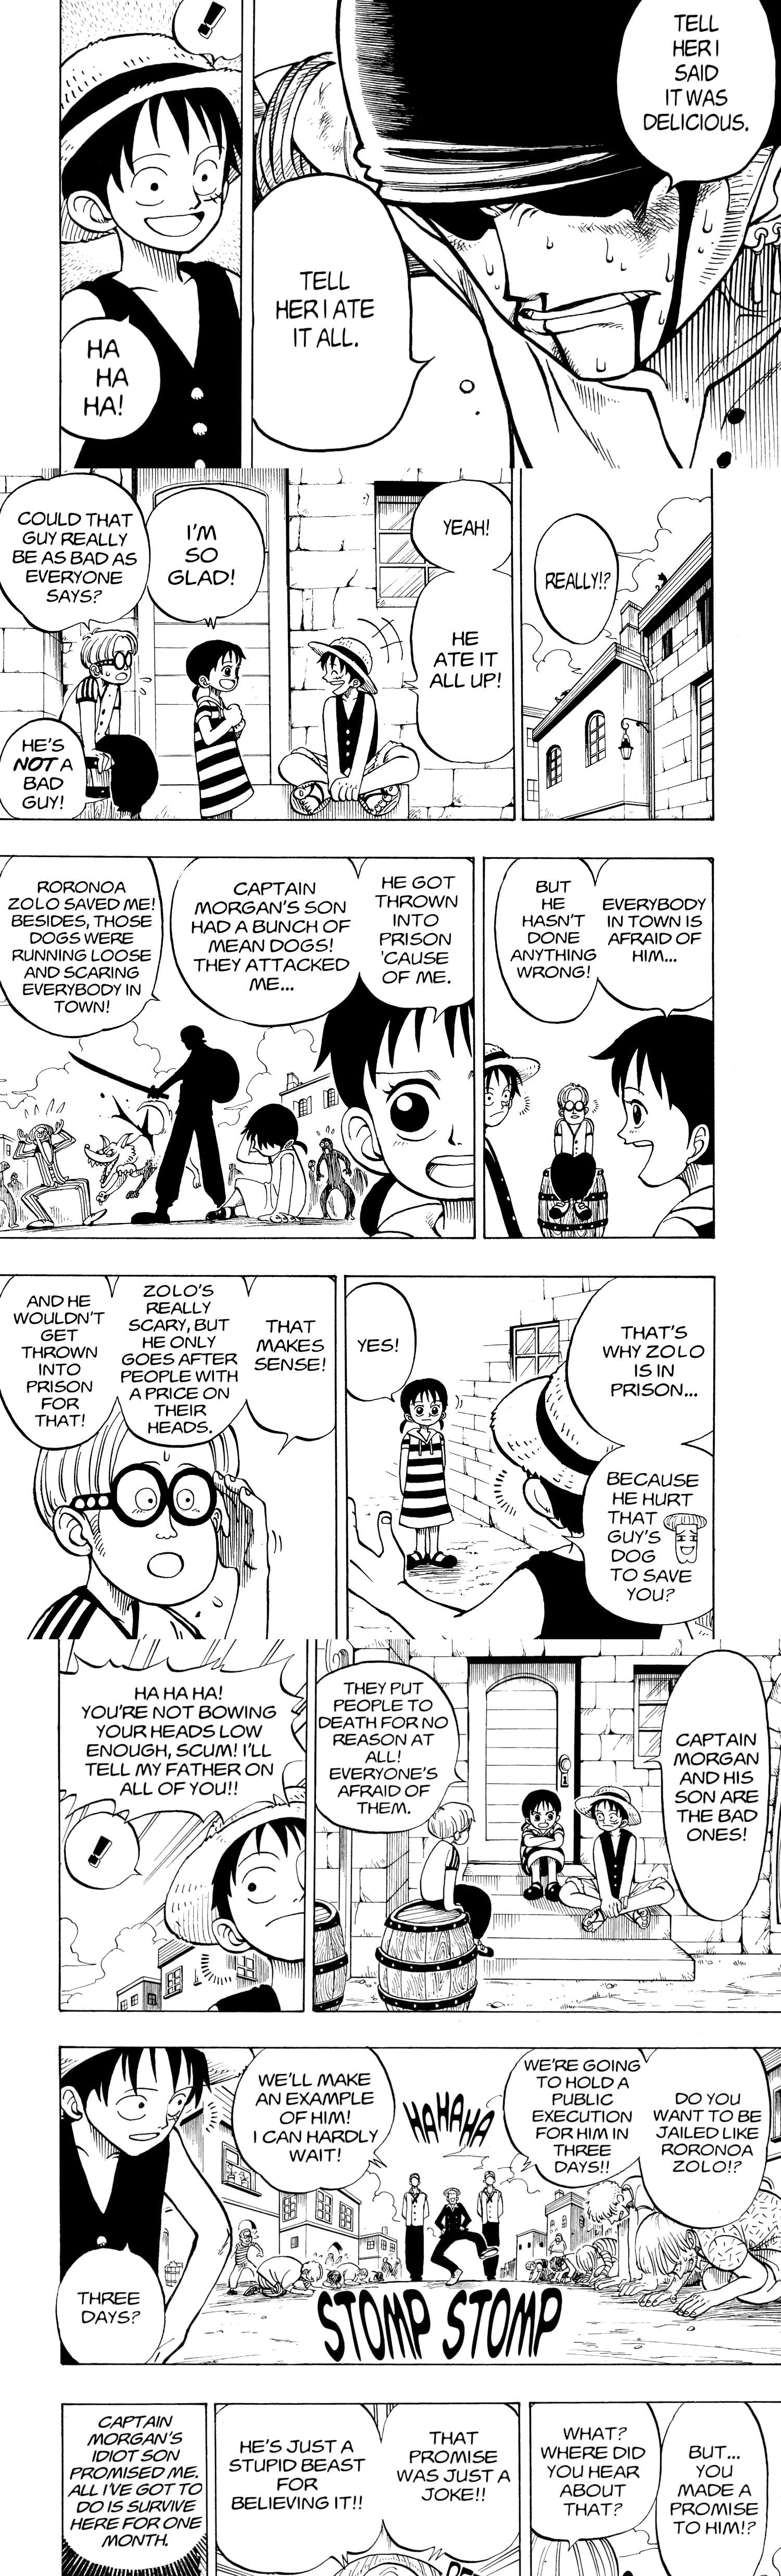 !
TELL
HER I
SAID
IT WAS
DELICIOUS.
TELL
HER I ATE
IT ALL.
HA
HA
HA!
REALLY!?
YEAH!
HE
ATE IT
ALL UP!
I'M
SO
GLAD!
COULD THAT
GUY REALLY
BE AS BAD AS
EVERYONE
SAYS?
HE'S
NOT A
BAD
GUY!
EVERYBODY
IN TOWN IS
AFRAID OF
HIM...
BUT
HE
HASN'T
DONE
ANYTHING
WRONG!
HE GOT
THROWN
INTO
PRISON
'CAUSE
OF ME.
CAPTAIN
MORGAN'S SON
HAD A BUNCH OF
MEAN DOGS!
THEY ATTACKED
ME...
RORONOA
ZOLO SAVED ME!
BESIDES, THOSE
DOGS WERE
RUNNING LOOSE
AND SCARING
EVERYBODY IN
TOWN!
THAT'S
WHY ZOLO
IS IN
PRISON...
BECAUSE
HE HURT
THAT
GUY'S
DOG
TO SAVE
YOU?
YES!
THAT
MAKES
SENSE!
ZOLO'S
REALLY
SCARY, BUT
HE ONLY
GOES AFTER
PEOPLE WITH
A PRICE ON
THEIR
HEADS.
AND HE
WOULDN'T
GET
THROWN
INTO
PRISON
FOR
THAT!
CAPTAIN
MORGAN
AND HIS
SON ARE
THE BAD
ONES!
THEY PUT
PEOPLE TO
DEATH FOR NO
REASON AT
ALL!
EVERYONE'S
AFRAID OF
THEM.
HA HA HA!
YOU'RE NOT BOWING
YOUR HEADS LOW
ENOUGH, SCUM! I'LL
TELL MY FATHER ON
ALL OF YOU!!
!
DO YOU
WANT TO BE
JAILED LIKE
RORONOA
ZOLO!?
WE'RE GOING
TO HOLD A
PUBLIC
EXECUTION
FOR HIM IN
THREE
DAYS!!
HAHAHA
WE'LL MAKE
AN EXAMPLE
OF HIM!
I CAN HARDLY
WAIT!
STOMP STOMP
THREE
DAYS?
BUT...
YOU
MADE A
PROMISE
TO HIM!?
WHAT?
WHERE DID
YOU HEAR
ABOUT
THAT?
THAT
PROMISE
WAS JUST A
JOKE!!
HE'S JUST A
STUPID BEAST
FOR
BELIEVING IT!!
CAPTAIN
MORGAN'S
IDIOT SON
PROMISED ME.
ALL I'VE GOT TO
DO IS SURVIVE
HERE FOR ONE
MONTH.